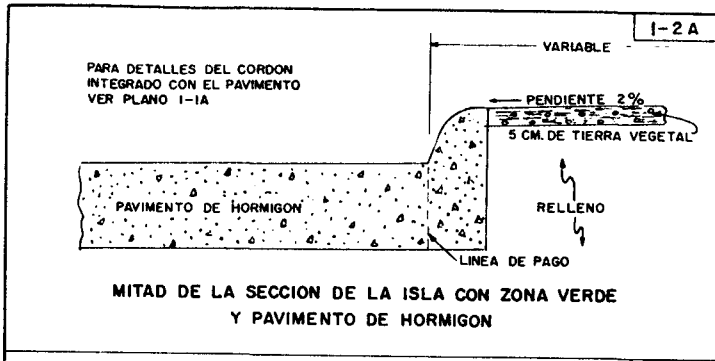 1-2 A
VARIABLE
PARA DETALLES DEL CORDON
INTEGRADO CON EL PAVIMENTO
VER PLANO 1-1A
PENDIENTE 2%
5 CM. DE TIERRA VEGETAL
PAVIMENTO DE HORMIGON
RELLENO
LINEA DE PAGO
MITAD DE LA SECCION DE LA ISLA CON ZONA VERDE
Y PAVIMENTO DE HORMIGON